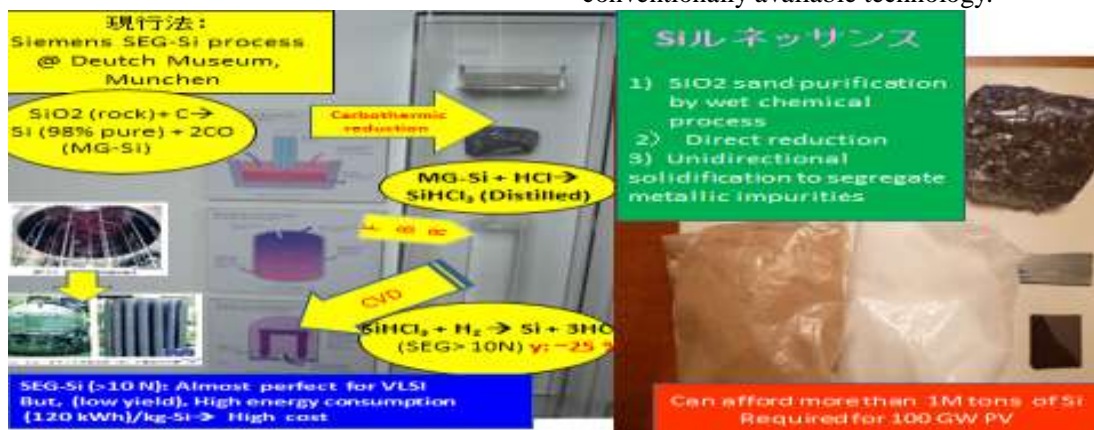 conventionally available technology.
現行法：
Siemens SEG-Si process
@ Deutch Museum,
Munchen
SiO2 (rock)+ C→
Si (98% pure) + 2CO
(MG-Si)
Carbothermic
reduction
MG-Si + HCl→
SiHCl₃ (Distilled)
F B R
CVD
SiHCl₃ + H₂ → Si + 3HC
(SEG> 10N) y: ~25 %
SEG-Si (>10 N): Almost perfect for VLSI
But, (low yield), High energy consumption
(120 kWh)/kg-Si→ High cost
Siルネッサンス
1) SiO2 sand purification
by wet chemical
process
2) Direct reduction
3) Unidirectional
solidification to segregate
metallic impurities
Can afford more than 1M tons of Si
Required for 100 GW PV